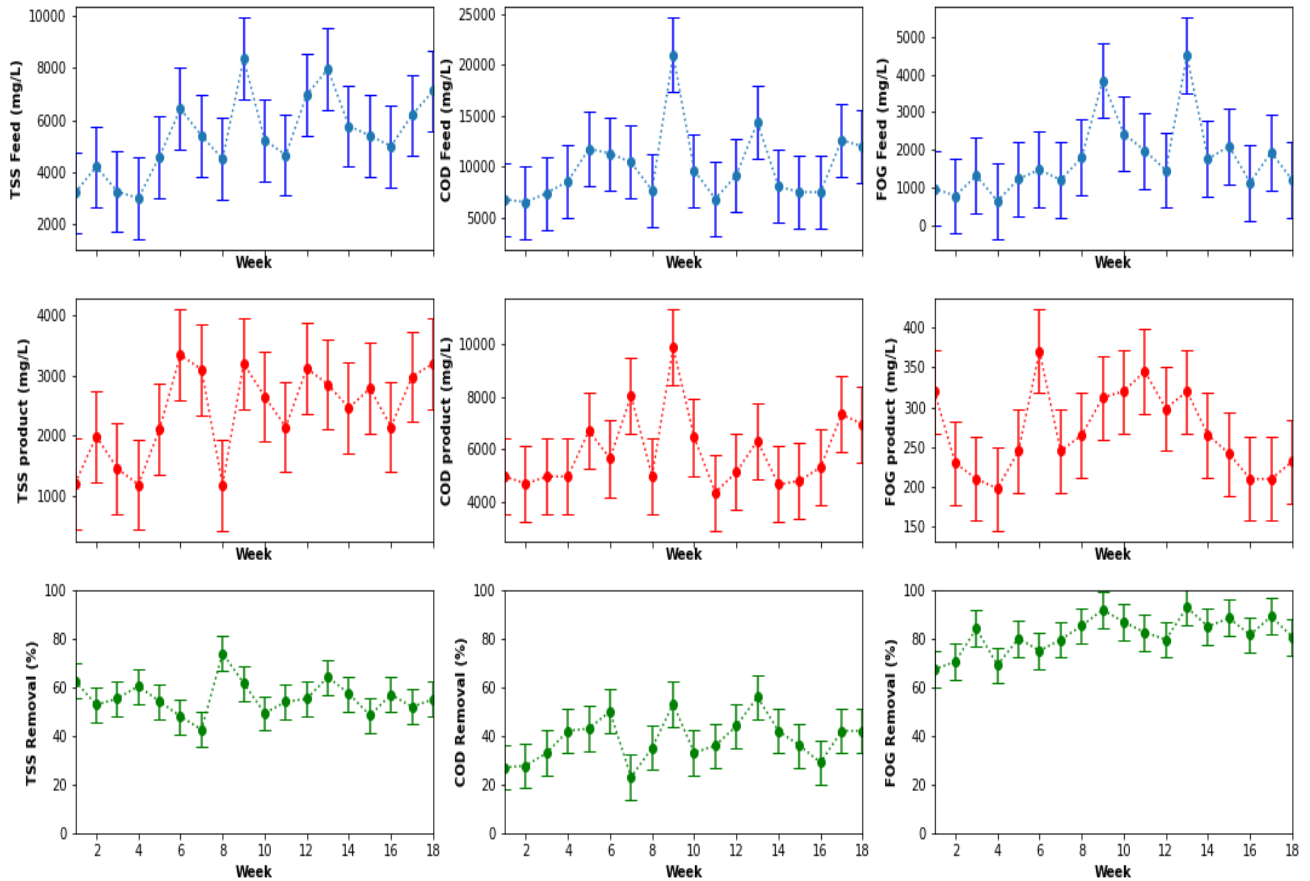 TSS Feed (mg/L)
10000
8000
6000
4000
2000
Week
COD Feed (mg/L)
25000
20000
15000
10000
5000
Week
FOG Feed (mg/L)
5000
4000
3000
2000
1000
0
Week
TSS product (mg/L)
4000
3000
2000
1000
Week
COD product (mg/L)
10000
8000
6000
4000
Week
FOG product (mg/L)
400
350
300
250
200
150
Week
TSS Removal (%)
100
80
60
40
20
0
2 4 6 8 10 12 14 16 18
Week
COD Removal (%)
100
80
60
40
20
0
2 4 6 8 10 12 14 16 18
Week
FOG Removal (%)
100
80
60
40
20
0
2 4 6 8 10 12 14 16 18
Week